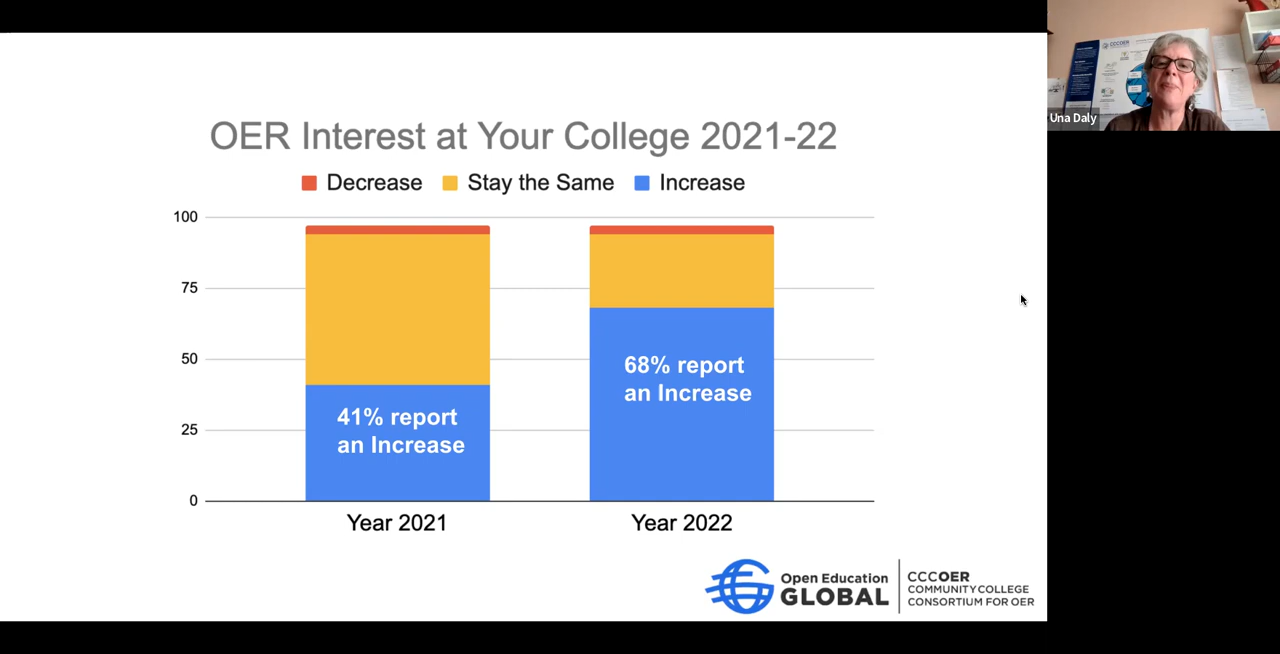 OER Interest at Your College 2021-22
Decrease Stay the Same Increase
100
75
50
25
0
41% report
an Increase
68% report
an Increase
Year 2021 Year 2022
Open Education
GLOBAL
CCCOER
COMMUNITY COLLEGE
CONSORTIUM FOR OER
CCCOER
Una Daly